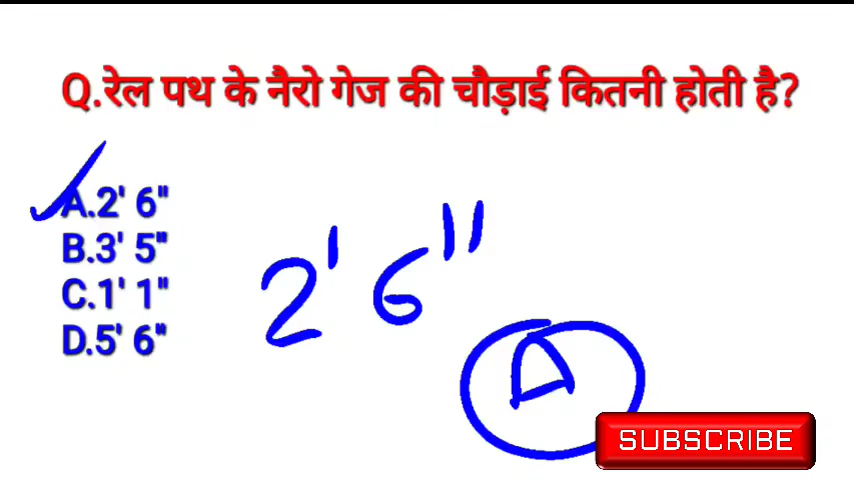 Q.रेल पथ के नैरो गेज की चौड़ाई कितनी होती है?
A.2' 6"
B.3' 5"
C.1' 1"
D.5' 6"
2' 6"
A
SUBSCRIBE